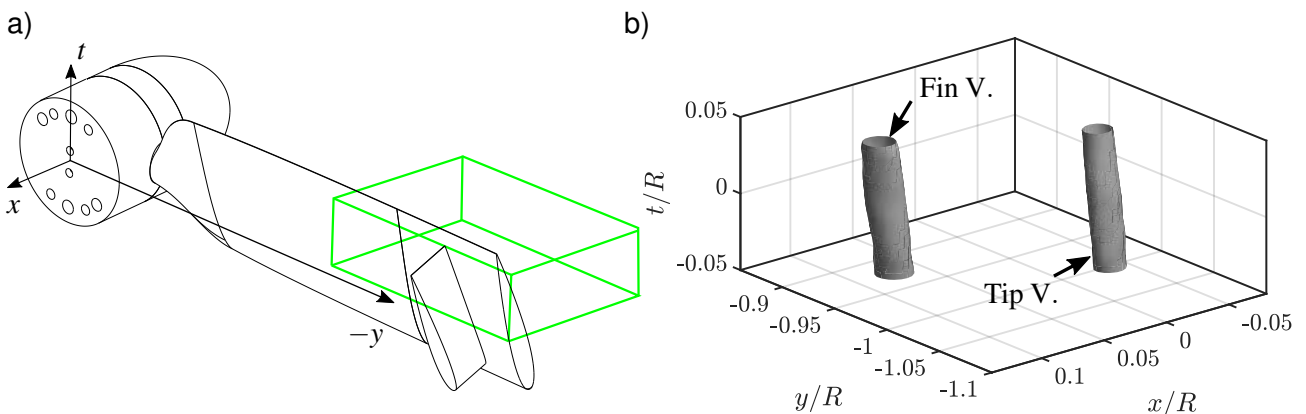 a)
t
x
−y
b)
Fin V.
Tip V.
0.05
0
-0.05
t/R
-0.9
-0.95
-1
-1.05
-1.1
y/R
0.1
0.05
0
-0.05
x/R